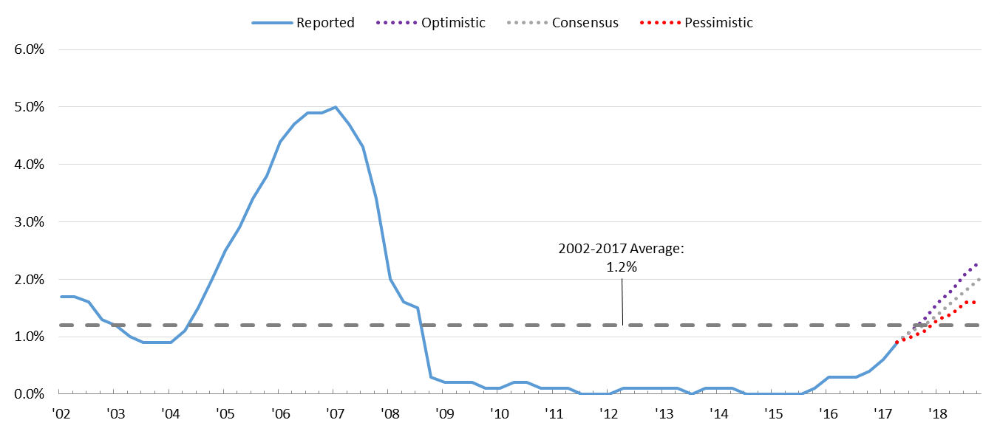 Reported Optimistic Consensus Pessimistic
6.0%
5.0%
4.0%
3.0%
2002-2017 Average:
1.2%
2.0%
1.0%
0.0%
'02 '03 '04 '05 '06 '07 '08 '09 '10 '11 '12 '13 '14 '15 '16 '17 '18